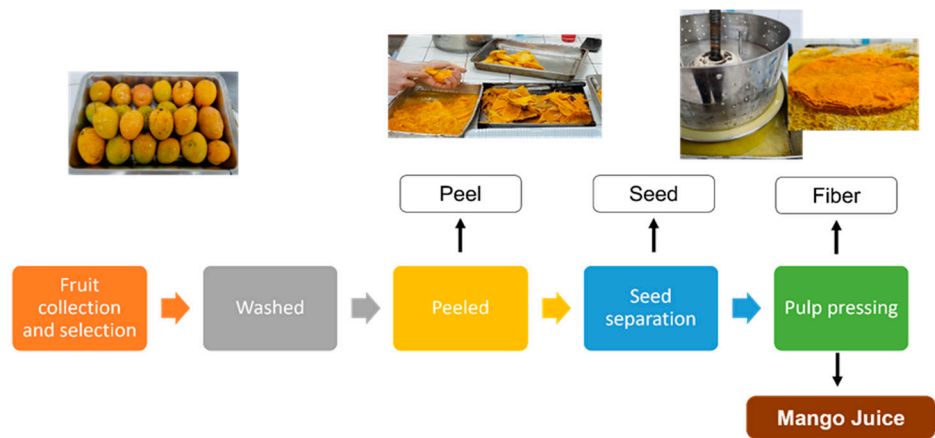 Peel
Seed
Fiber
Fruit
collection
and selection
Washed
Peeled
Seed
separation
Pulp pressing
Mango Juice